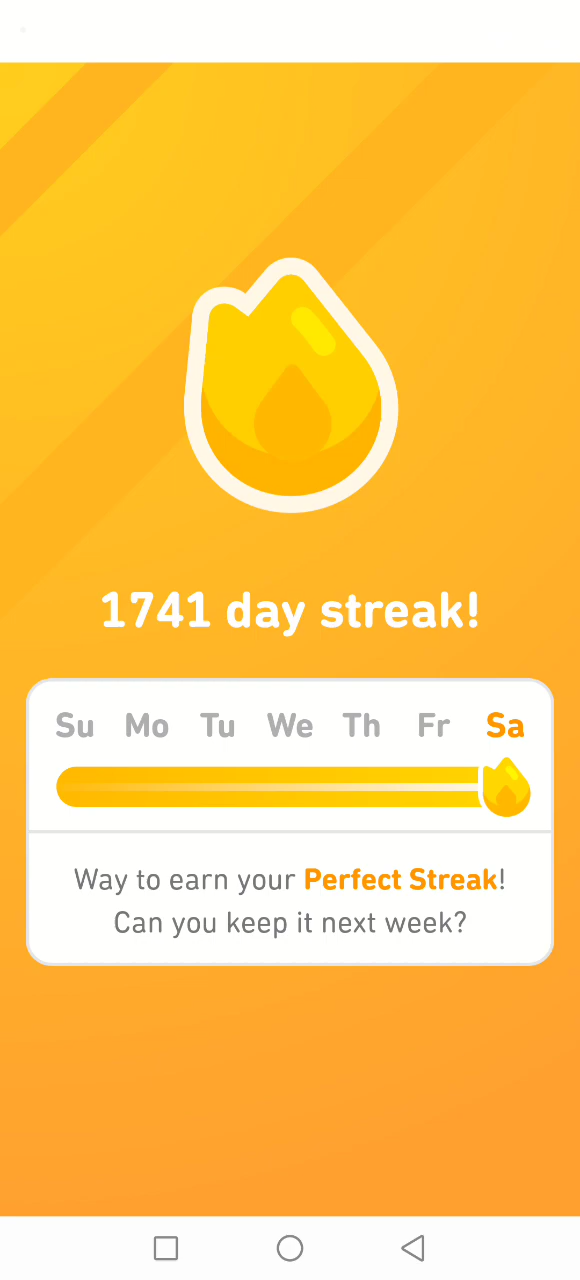 1741 day streak!
Su Mo Tu We Th Fr Sa
Way to earn your Perfect Streak!
Can you keep it next week?